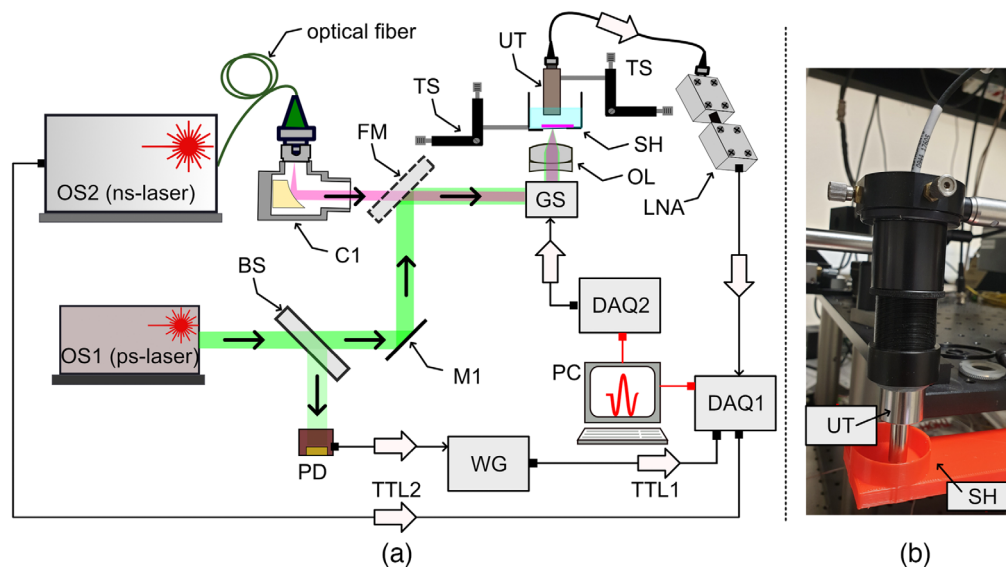 optical fiber
UT
TS
TS
OS2 (ns-laser)
FM
SH
OL
LNA
GS
C1
BS
DAQ2
OS1 (ps-laser)
M1
PC
DAQ1
UT
PD
WG
TTL2
TTL1
SH
(a)
(b)